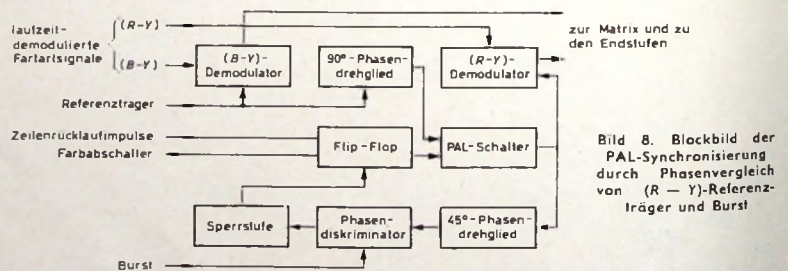 laufzeit-
demodulierte
Fartartsignale
(R-Y)
(B-Y)
(B-Y)-
Demodulator
90°-Phasen-
drehglied
(R-Y)-
Demodulator
zur Matrix und zu
den Endstufen
Referenztrager
Zeilenrücklaufimpulse
Farbabschalter
Flip-Flop
PAL-Schalter
Sperrstufe
Phasen-
diskriminator
45°-Phasen-
drehglied
Burst
Bild 8. Blockbild der
PAL-Synchronisierung
durch Phasenvergleich
von (R — Y)-Referenz-
träger und Burst